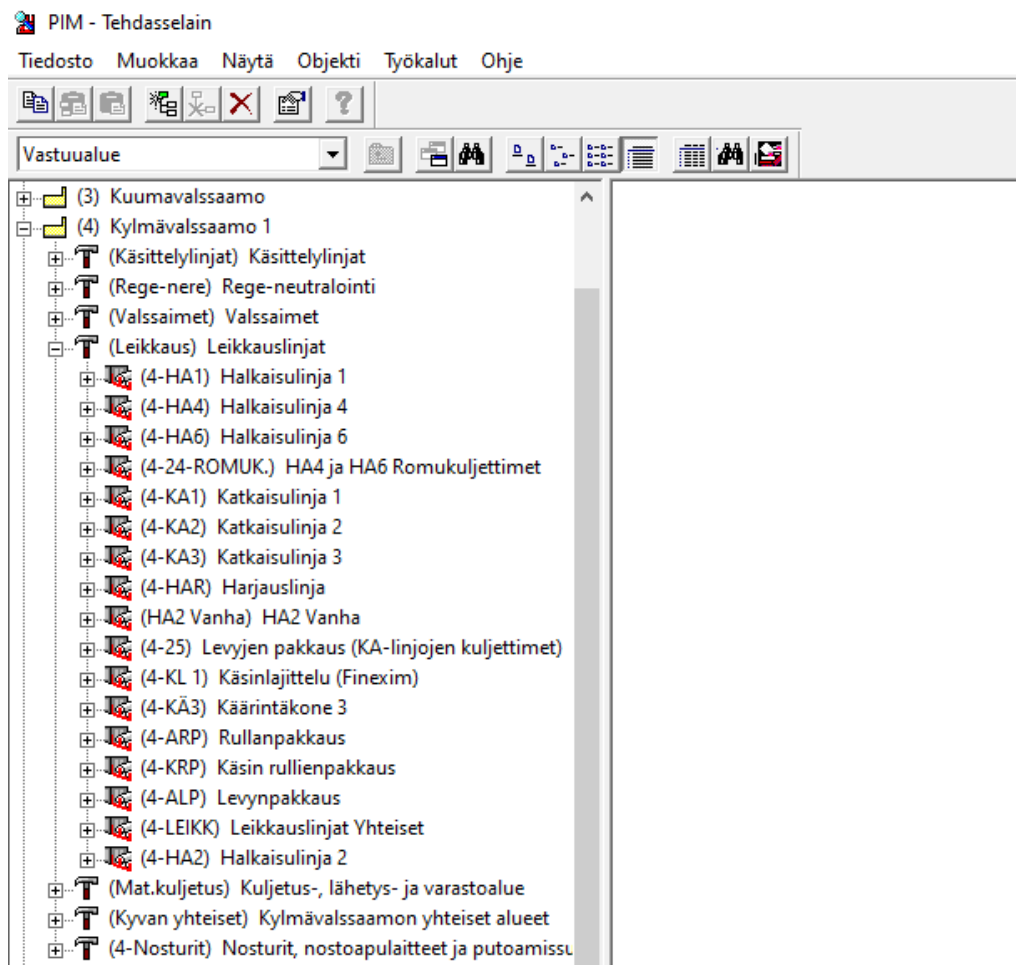 PIM - Tehdasselain
Tiedosto Muokkaa Näytä Objekti Työkalut Ohje
Vastuualue
(3) Kuumavalssaamo
(4) Kylmävalssaamo 1
(Käsittelylinjat) Käsittelylinjat
(Rege-nere) Rege-neutralointi
(Valssaimet) Valssaimet
(Leikkaus) Leikkauslinjat
(4-HA1) Halkaisulinja 1
(4-HA4) Halkaisulinja 4
(4-HA6) Halkaisulinja 6
(4-24-ROMUK.) HA4 ja HA6 Romukuljettimet
(4-KA1) Katkaisulinja 1
(4-KA2) Katkaisulinja 2
(4-KA3) Katkaisulinja 3
(4-HAR) Harjauslinja
(HA2 Vanha) HA2 Vanha
(4-25) Levyjen pakkaus (KA-linjojen kuljettimet)
(4-KL 1) Käsinlajittelu (Finexim)
(4-KÄ3) Käärintäkone 3
(4-ARP) Rullanpakkaus
(4-KRP) Käsin rullienpakkaus
(4-ALP) Levynpakkaus
(4-LEIKK) Leikkauslinjat Yhteiset
(4-HA2) Halkaisulinja 2
(Mat.kuljetus) Kuljetus-, lähetys- ja varastoalue
(Kyvan yhteiset) Kylmävalssaamon yhteiset alueet
(4-Nosturit) Nosturit, nostoapulaitteet ja putoamissu